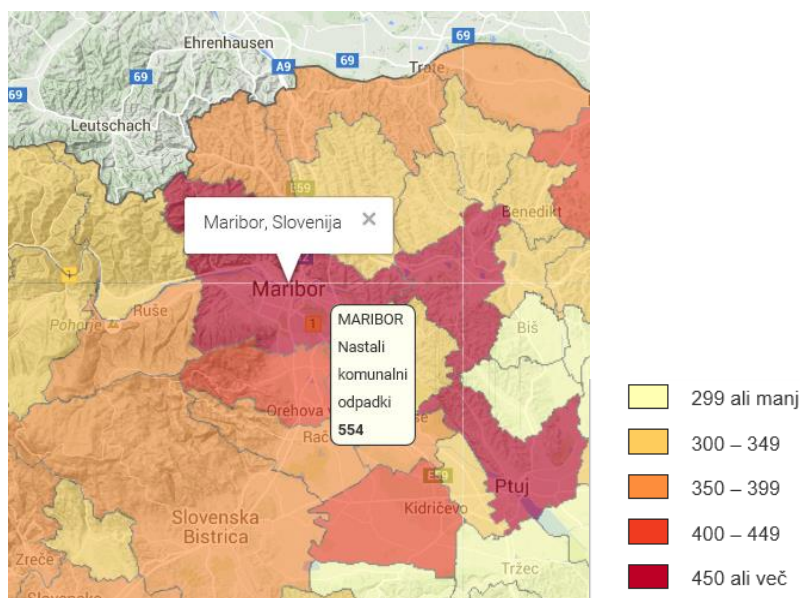 Ehrenhausen
69
A9
69
Trate
69
Leutschach
E59
Benedikt
Maribor, Slovenija ×
1
Maribor
Ruše
Pohorje
1
Biš
MARIBOR
Nastali
komunalni
odpadki
554
Orehova v
Rač
299 ali manj
300 – 349
E59
Ptuj
350 – 399
Kidričevo
Slovenska
Bistrica
400 – 449
Zreče
Tržec
450 ali več